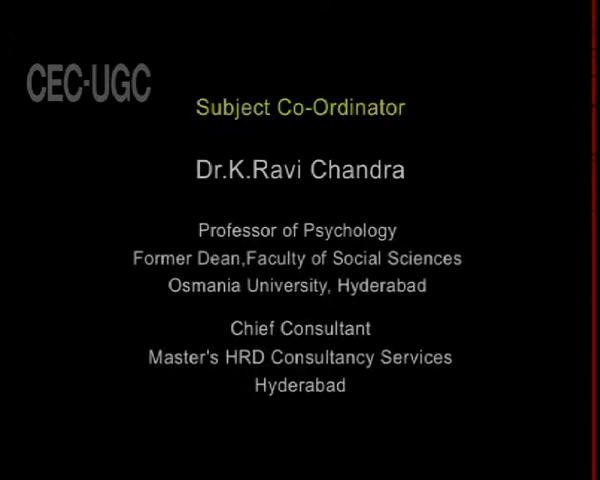 CEC-UGC
Subject Co-Ordinator
Dr.K.Ravi Chandra
Professor of Psychology
Former Dean,Faculty of Social Sciences
Osmania University, Hyderabad
Chief Consultant
Master's HRD Consultancy Services
Hyderabad